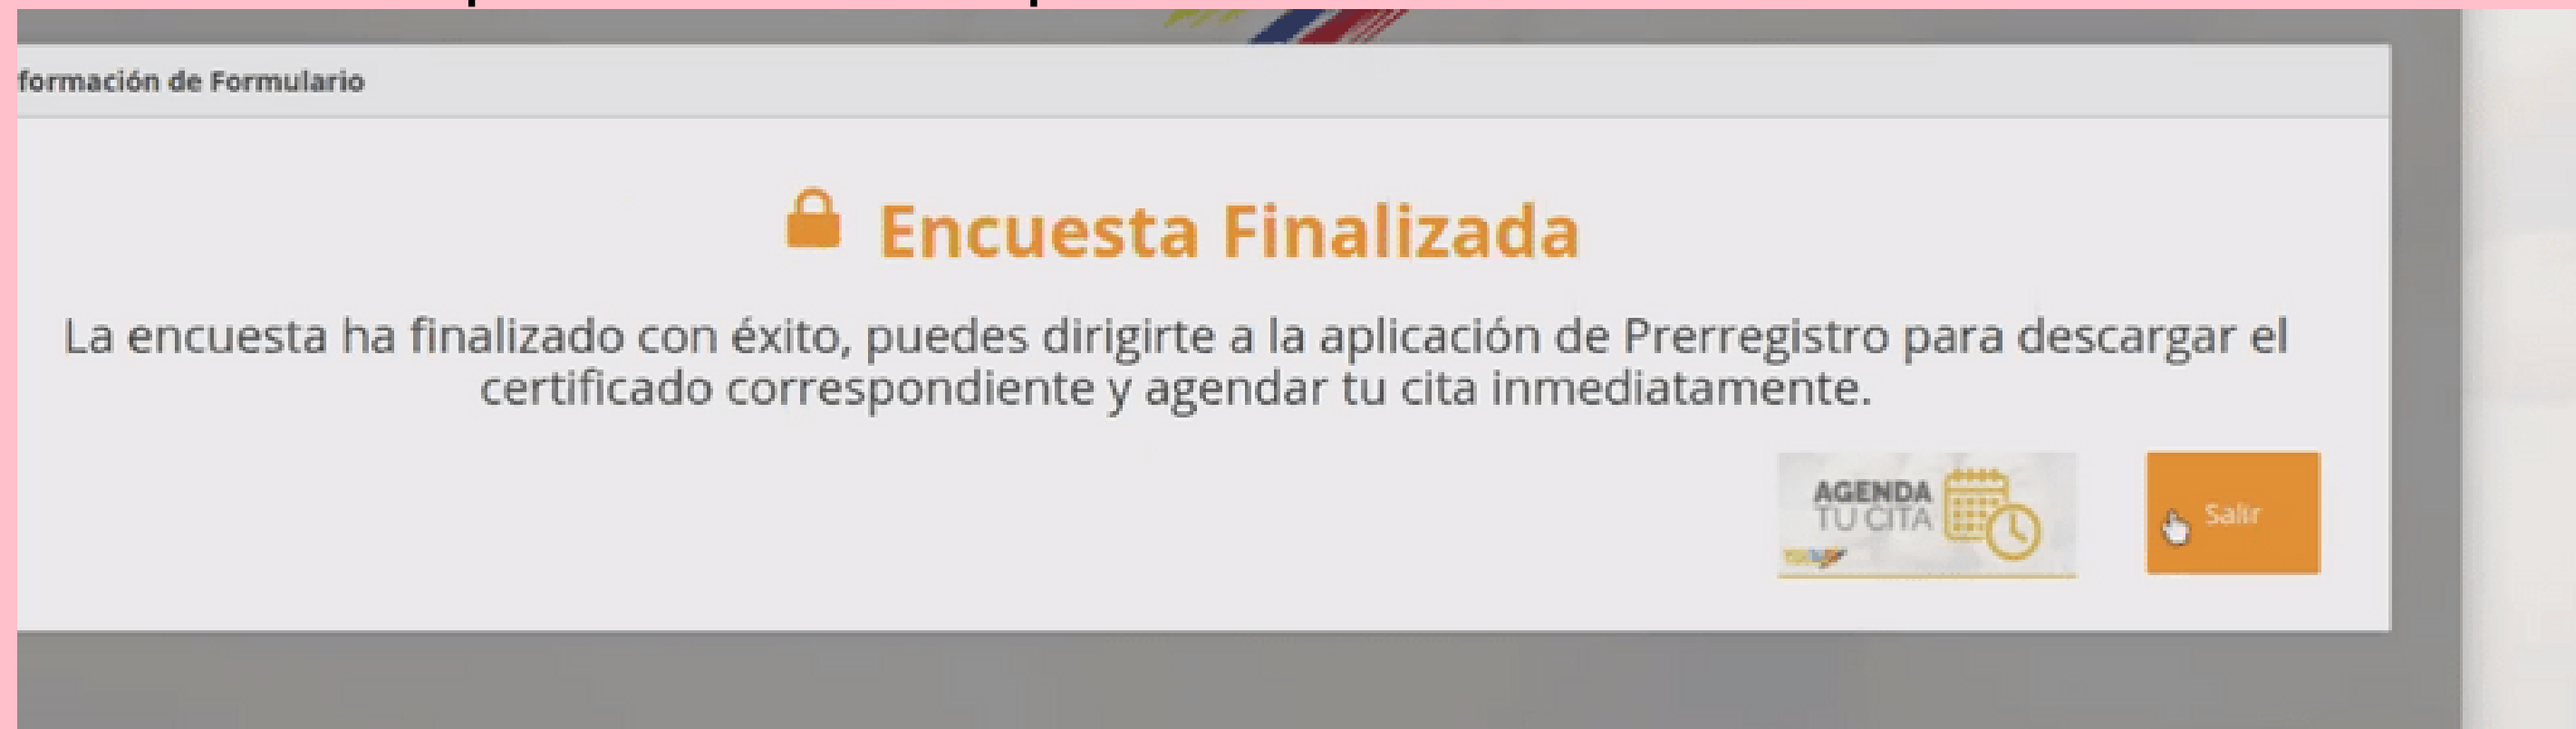 formación de Formulario
Encuesta Finalizada
La encuesta ha finalizado con éxito, puedes dirigirte a la aplicación de Prerregistro para descargar el
certificado correspondiente y agendar tu cita inmediatamente.
AGENDA
TU CITA
Salir